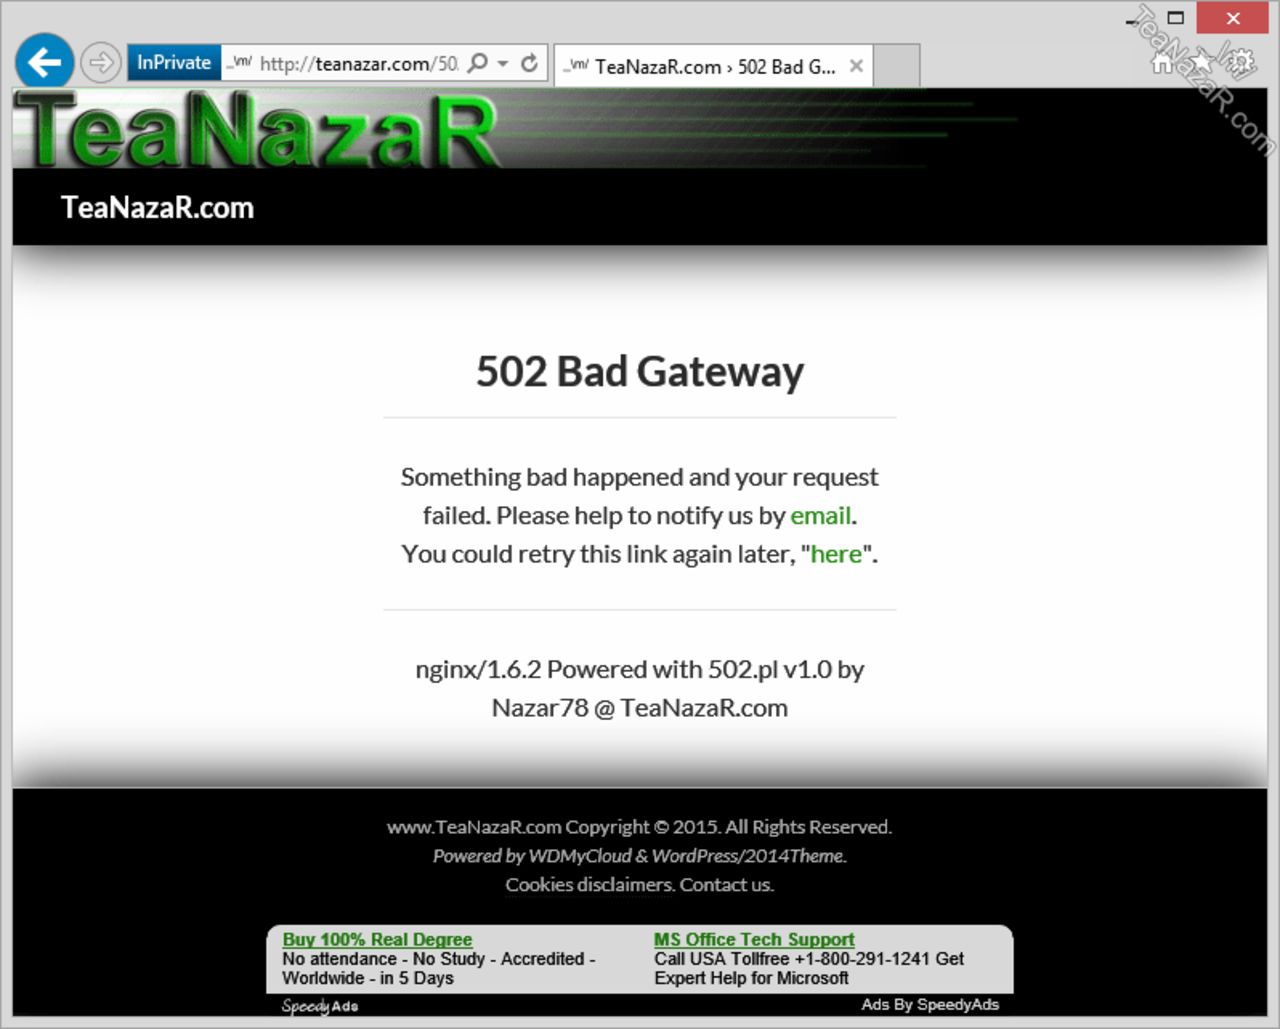 InPrivate
_\m/ http://teanazar.com/50
_\m/ TeaNazaR.com › 502 Bad G...
TeaNazaR.com
TeaNazaR
TeaNazaR.com
502 Bad Gateway
Something bad happened and your request
failed. Please help to notify us by email.
You could retry this link again later, "here".
nginx/1.6.2 Powered with 502.pl v1.0 by
Nazar78 @ TeaNazaR.com
www.TeaNazaR.com Copyright © 2015. All Rights Reserved.
Powered by WDMyCloud & WordPress/2014Theme.
Cookies disclaimers. Contact us.
Buy 100% Real Degree
No attendance - No Study - Accredited -
Worldwide - in 5 Days
MS Office Tech Support
Call USA Tollfree +1-800-291-1241 Get
Expert Help for Microsoft
SpeedyAds
Ads By SpeedyAds